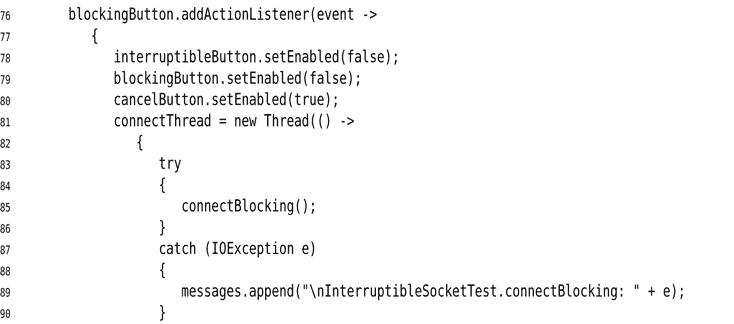 76 blockingButton.addActionListener(event ->
77 {
78 interruptibleButton.setEnabled(false);
79 blockingButton.setEnabled(false);
80 cancelButton.setEnabled(true);
81 connectThread = new Thread(() ->
82 {
83 try
84 {
85 connectBlocking();
86 }
87 catch (IOException e)
88 {
89 messages.append("\nInterruptibleSocketTest.connectBlocking: " + e);
90 }